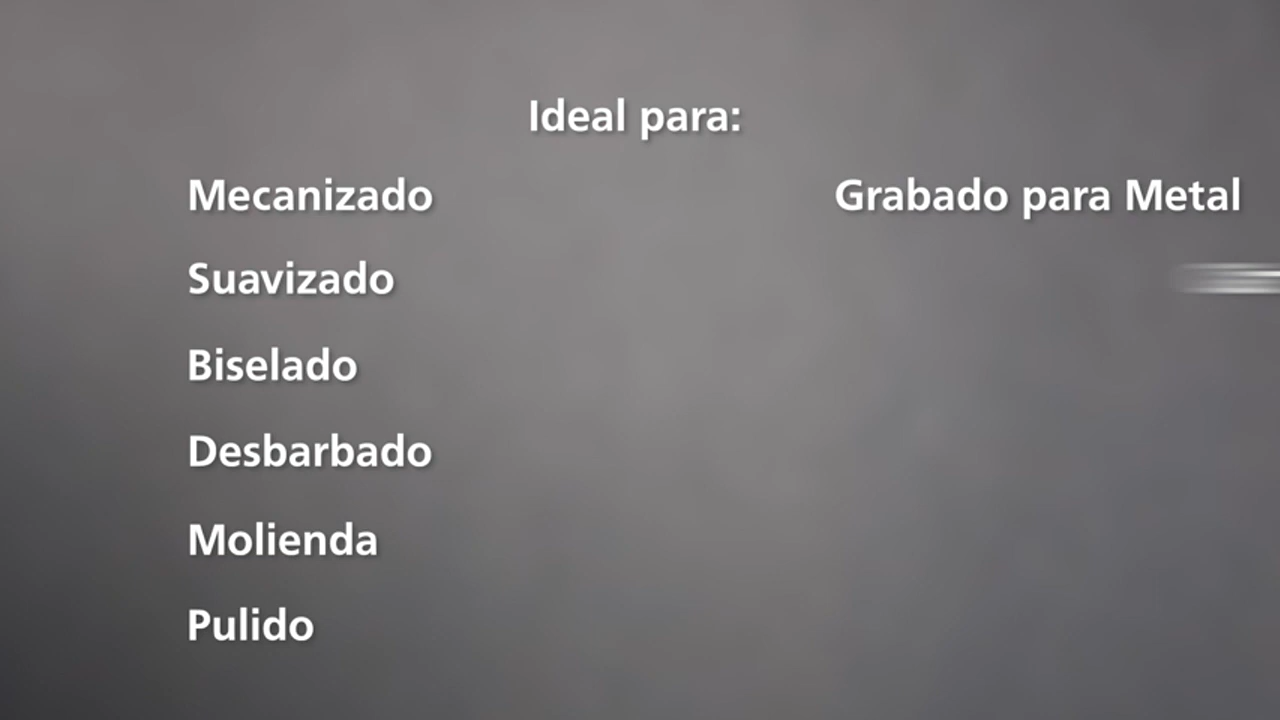 Ideal para:
Mecanizado
Suavizado
Biselado
Desbarbado
Molienda
Pulido
Grabado para Metal